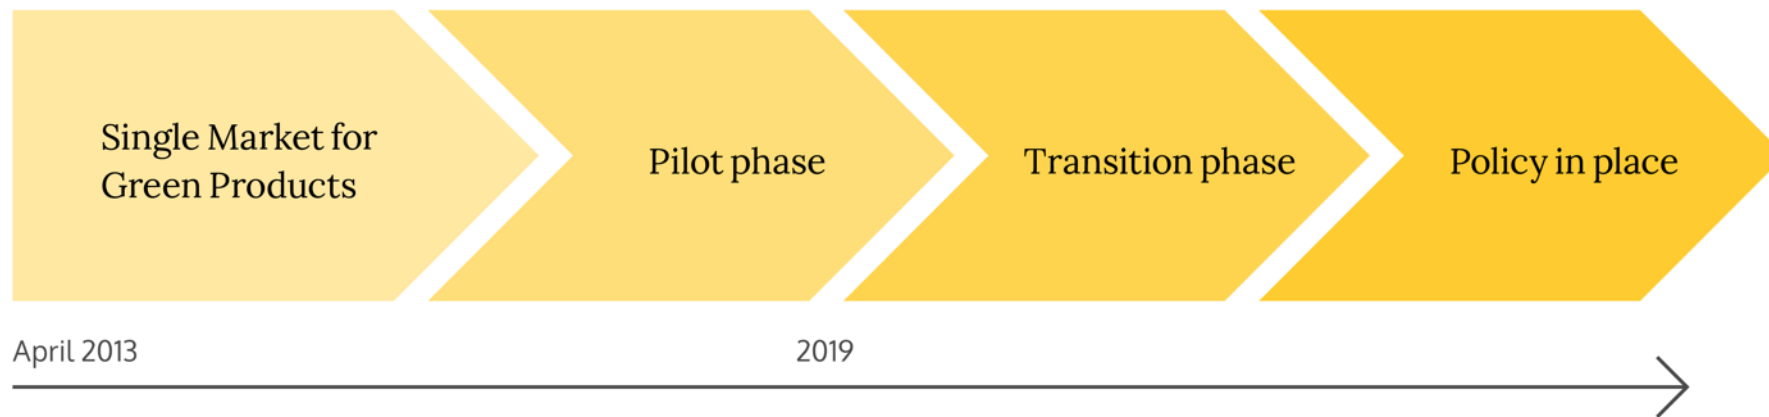 Single Market for
Green Products
Pilot phase
Transition phase
Policy in place
April 2013
2019